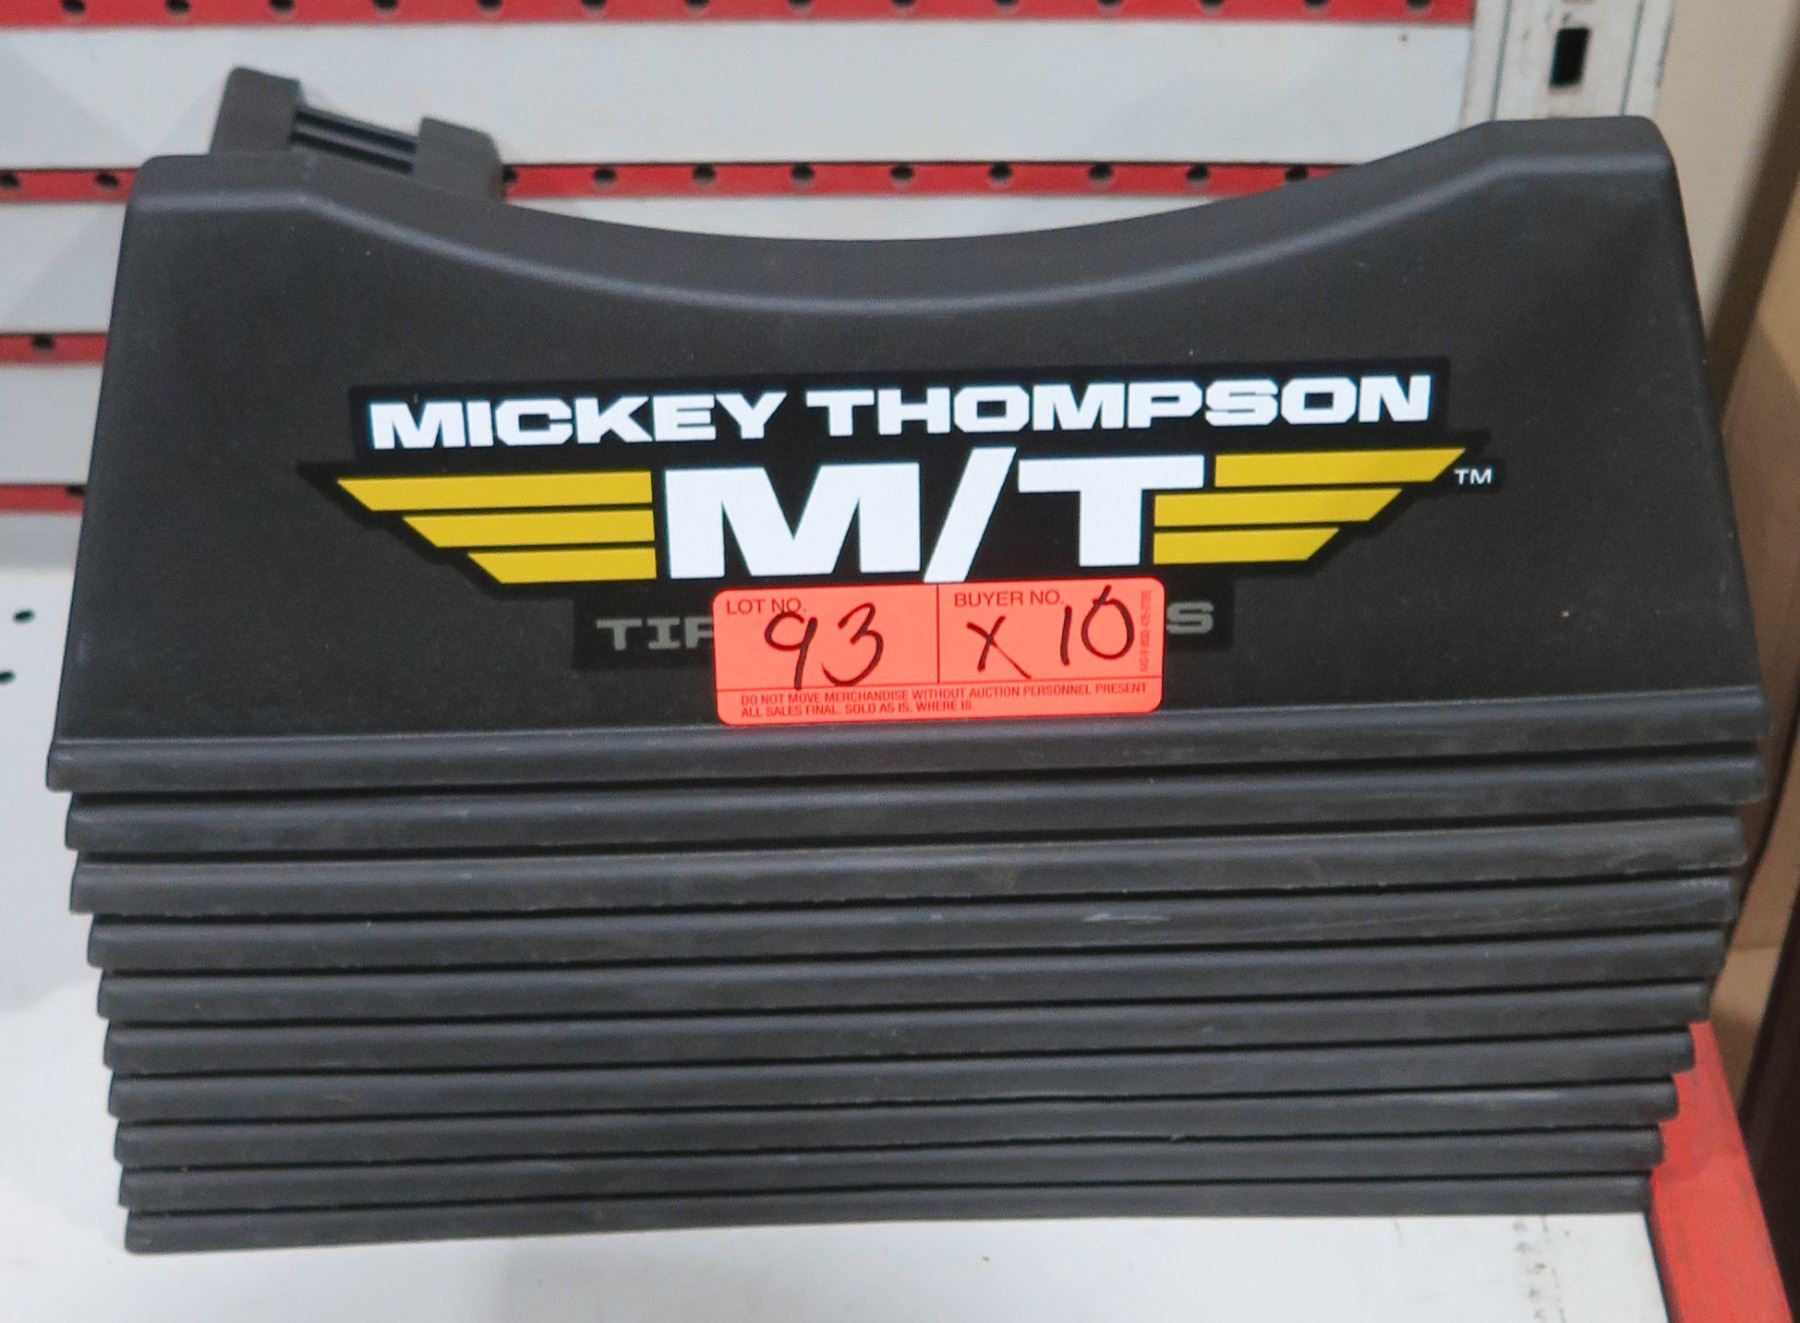 MICKEY THOMPSON
M/T TM
LOT NO. BUYER NO.
93 X 10
DO NOT MOVE MERCHANDISE WITHOUT AUCTION PERSONNEL PRESENT
ALL SALES FINAL. SOLD AS IS. WHERE IS.